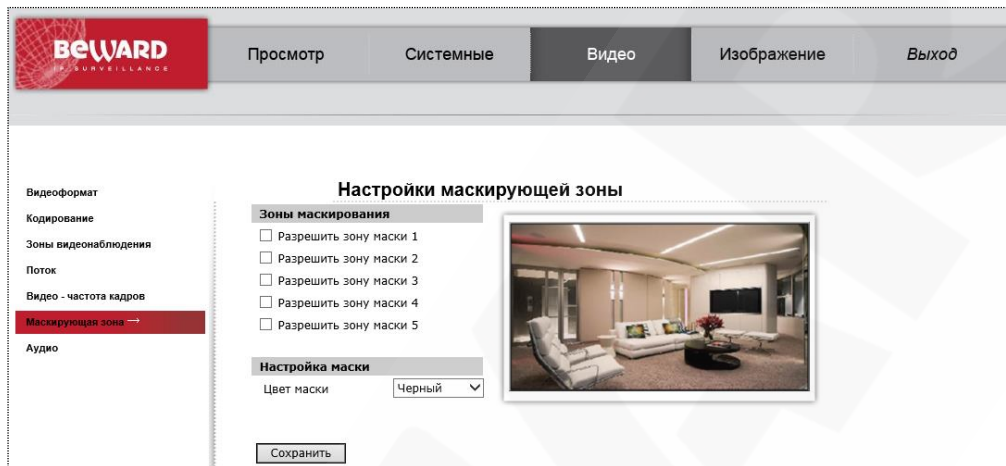 BEWARD
IP SURVEILLANCE
Просмотр
Системные
Видео
Изображение
Выход
Видеоформат
Кодирование
Зоны видеонаблюдения
Поток
Видео - частота кадров
Маскирующая зона →
Аудио
Настройки маскирующей зоны
Зоны маскирования
Разрешить зону маски 1
Разрешить зону маски 2
Разрешить зону маски 3
Разрешить зону маски 4
Разрешить зону маски 5
Настройка маски
Цвет маски Черный
Сохранить